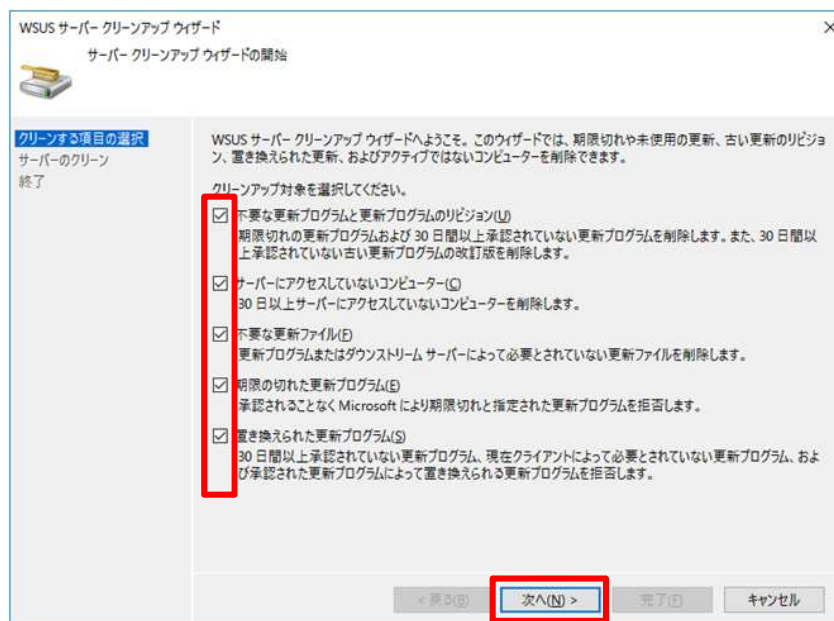 WSUS サーバー クリーンアップ ウィザード
サーバー クリーンアップ ウィザードの開始
クリーンする項目の選択
サーバーのクリーン
終了
WSUS サーバー クリーンアップ ウィザードへようこそ。このウィザードでは、期限切れや未使用の更新、古い更新のリビジョ
ン、置き換えられた更新、およびアクティブではないコンピューターを削除できます。
クリーンアップ対象を選択してください。
不要な更新プログラムと更新プログラムのリビジョン(U)
期限切れの更新プログラムおよび 30 日間以上承認されていない更新プログラムを削除します。また、30 日間以
上承認されていない古い更新プログラムの改訂版を削除します。
サーバーにアクセスしていないコンピューター(C)
30 日以上サーバーにアクセスしていないコンピューターを削除します。
不要な更新ファイル(F)
更新プログラムまたはダウンストリーム サーバーによって必要とされていない更新ファイルを削除します。
期限の切れた更新プログラム(E)
承認されることなく Microsoft により期限切れと指定された更新プログラムを拒否します。
置き換えられた更新プログラム(S)
30 日間以上承認されていない更新プログラム、現在クライアントによって必要とされていない更新プログラム、およ
び承認された更新プログラムによって置き換えられる更新プログラムを拒否します。
< 戻る(B) 次へ(N) > 完了(F) キャンセル